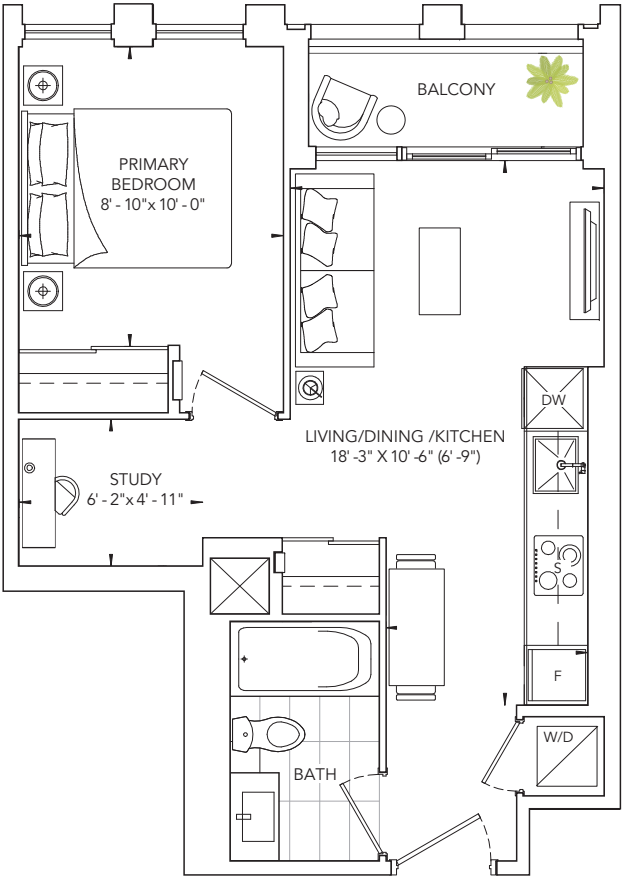 BALCONY
PRIMARY
BEDROOM
8' - 10"x 10' - 0"
DW
LIVING/DINING /KITCHEN
18' -3" X 10' -6" (6' -9")
STUDY
6' - 2"x 4' - 11"
S
F
W/D
BATH